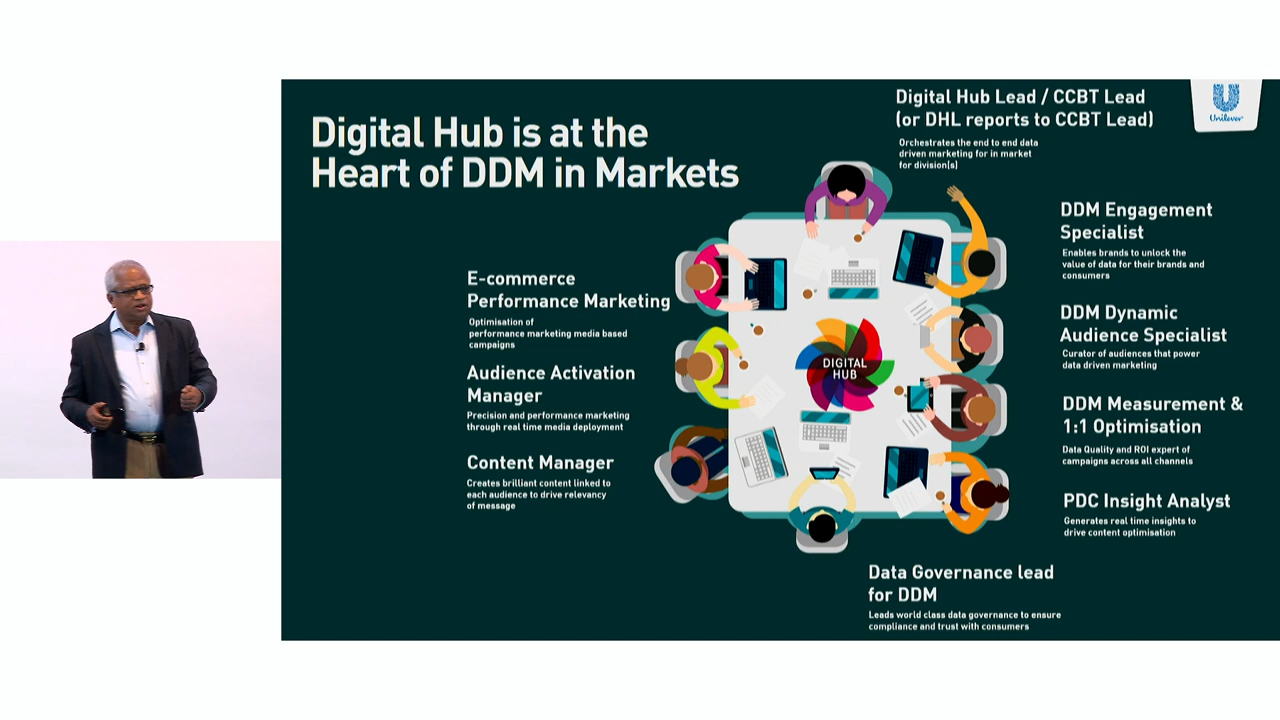 Digital Hub is at the
Heart of DDM in Markets
Digital Hub Lead / CCBT Lead
(or DHL reports to CCBT Lead)
Orchestrates the end to end data
driven marketing for in market
for division(s)
Unilever
E-commerce
Performance Marketing
Optimisation of
performance marketing media based
campaigns
Audience Activation
Manager
Precision and performance marketing
through real time media deployment
Content Manager
Creates brilliant content linked to
each audience to drive relevancy
of message
DIGITAL
HUB
DDM Engagement
Specialist
Enables brands to unlock the
value of data for their brands and
consumers
DDM Dynamic
Audience Specialist
Curator of audiences that power
data driven marketing
DDM Measurement &
1:1 Optimisation
Data Quality and ROI expert of
campaigns across all channels
PDC Insight Analyst
Generates real time insights to
drive content optimisation
Data Governance lead
for DDM
Leads world class data governance to ensure
compliance and trust with consumers